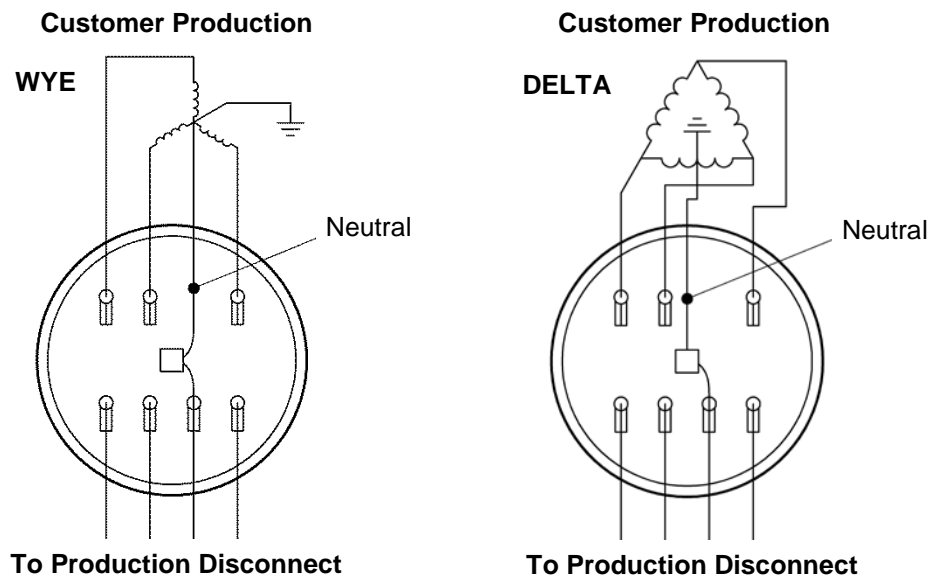 Customer Production
WYE
Neutral
To Production Disconnect
Customer Production
DELTA
Neutral
To Production Disconnect